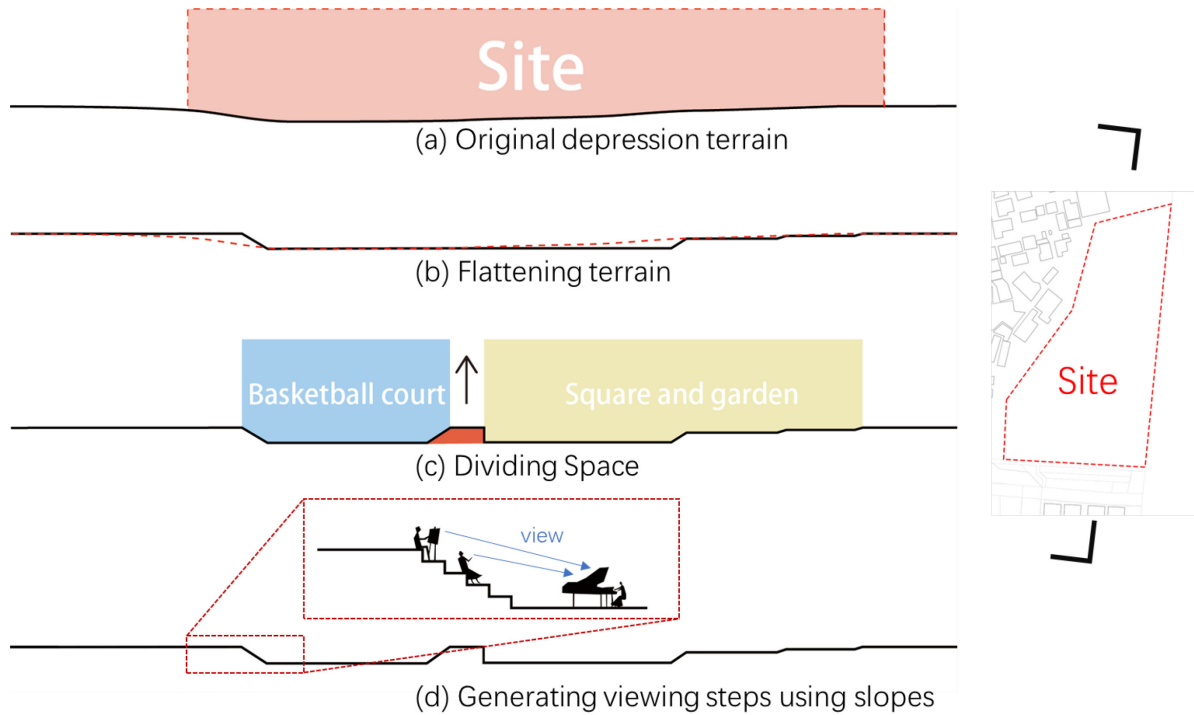 Site
(a) Original depression terrain
(b) Flattening terrain
Basketball court
Square and garden
(c) Dividing Space
view
(d) Generating viewing steps using slopes
Site